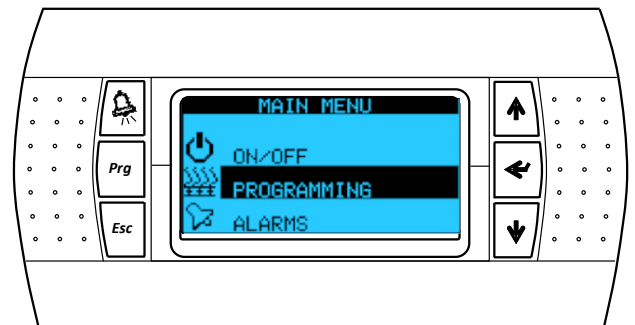 MAIN MENU
ON/OFF
Prg
PROGRAMMING
Esc
ALARMS